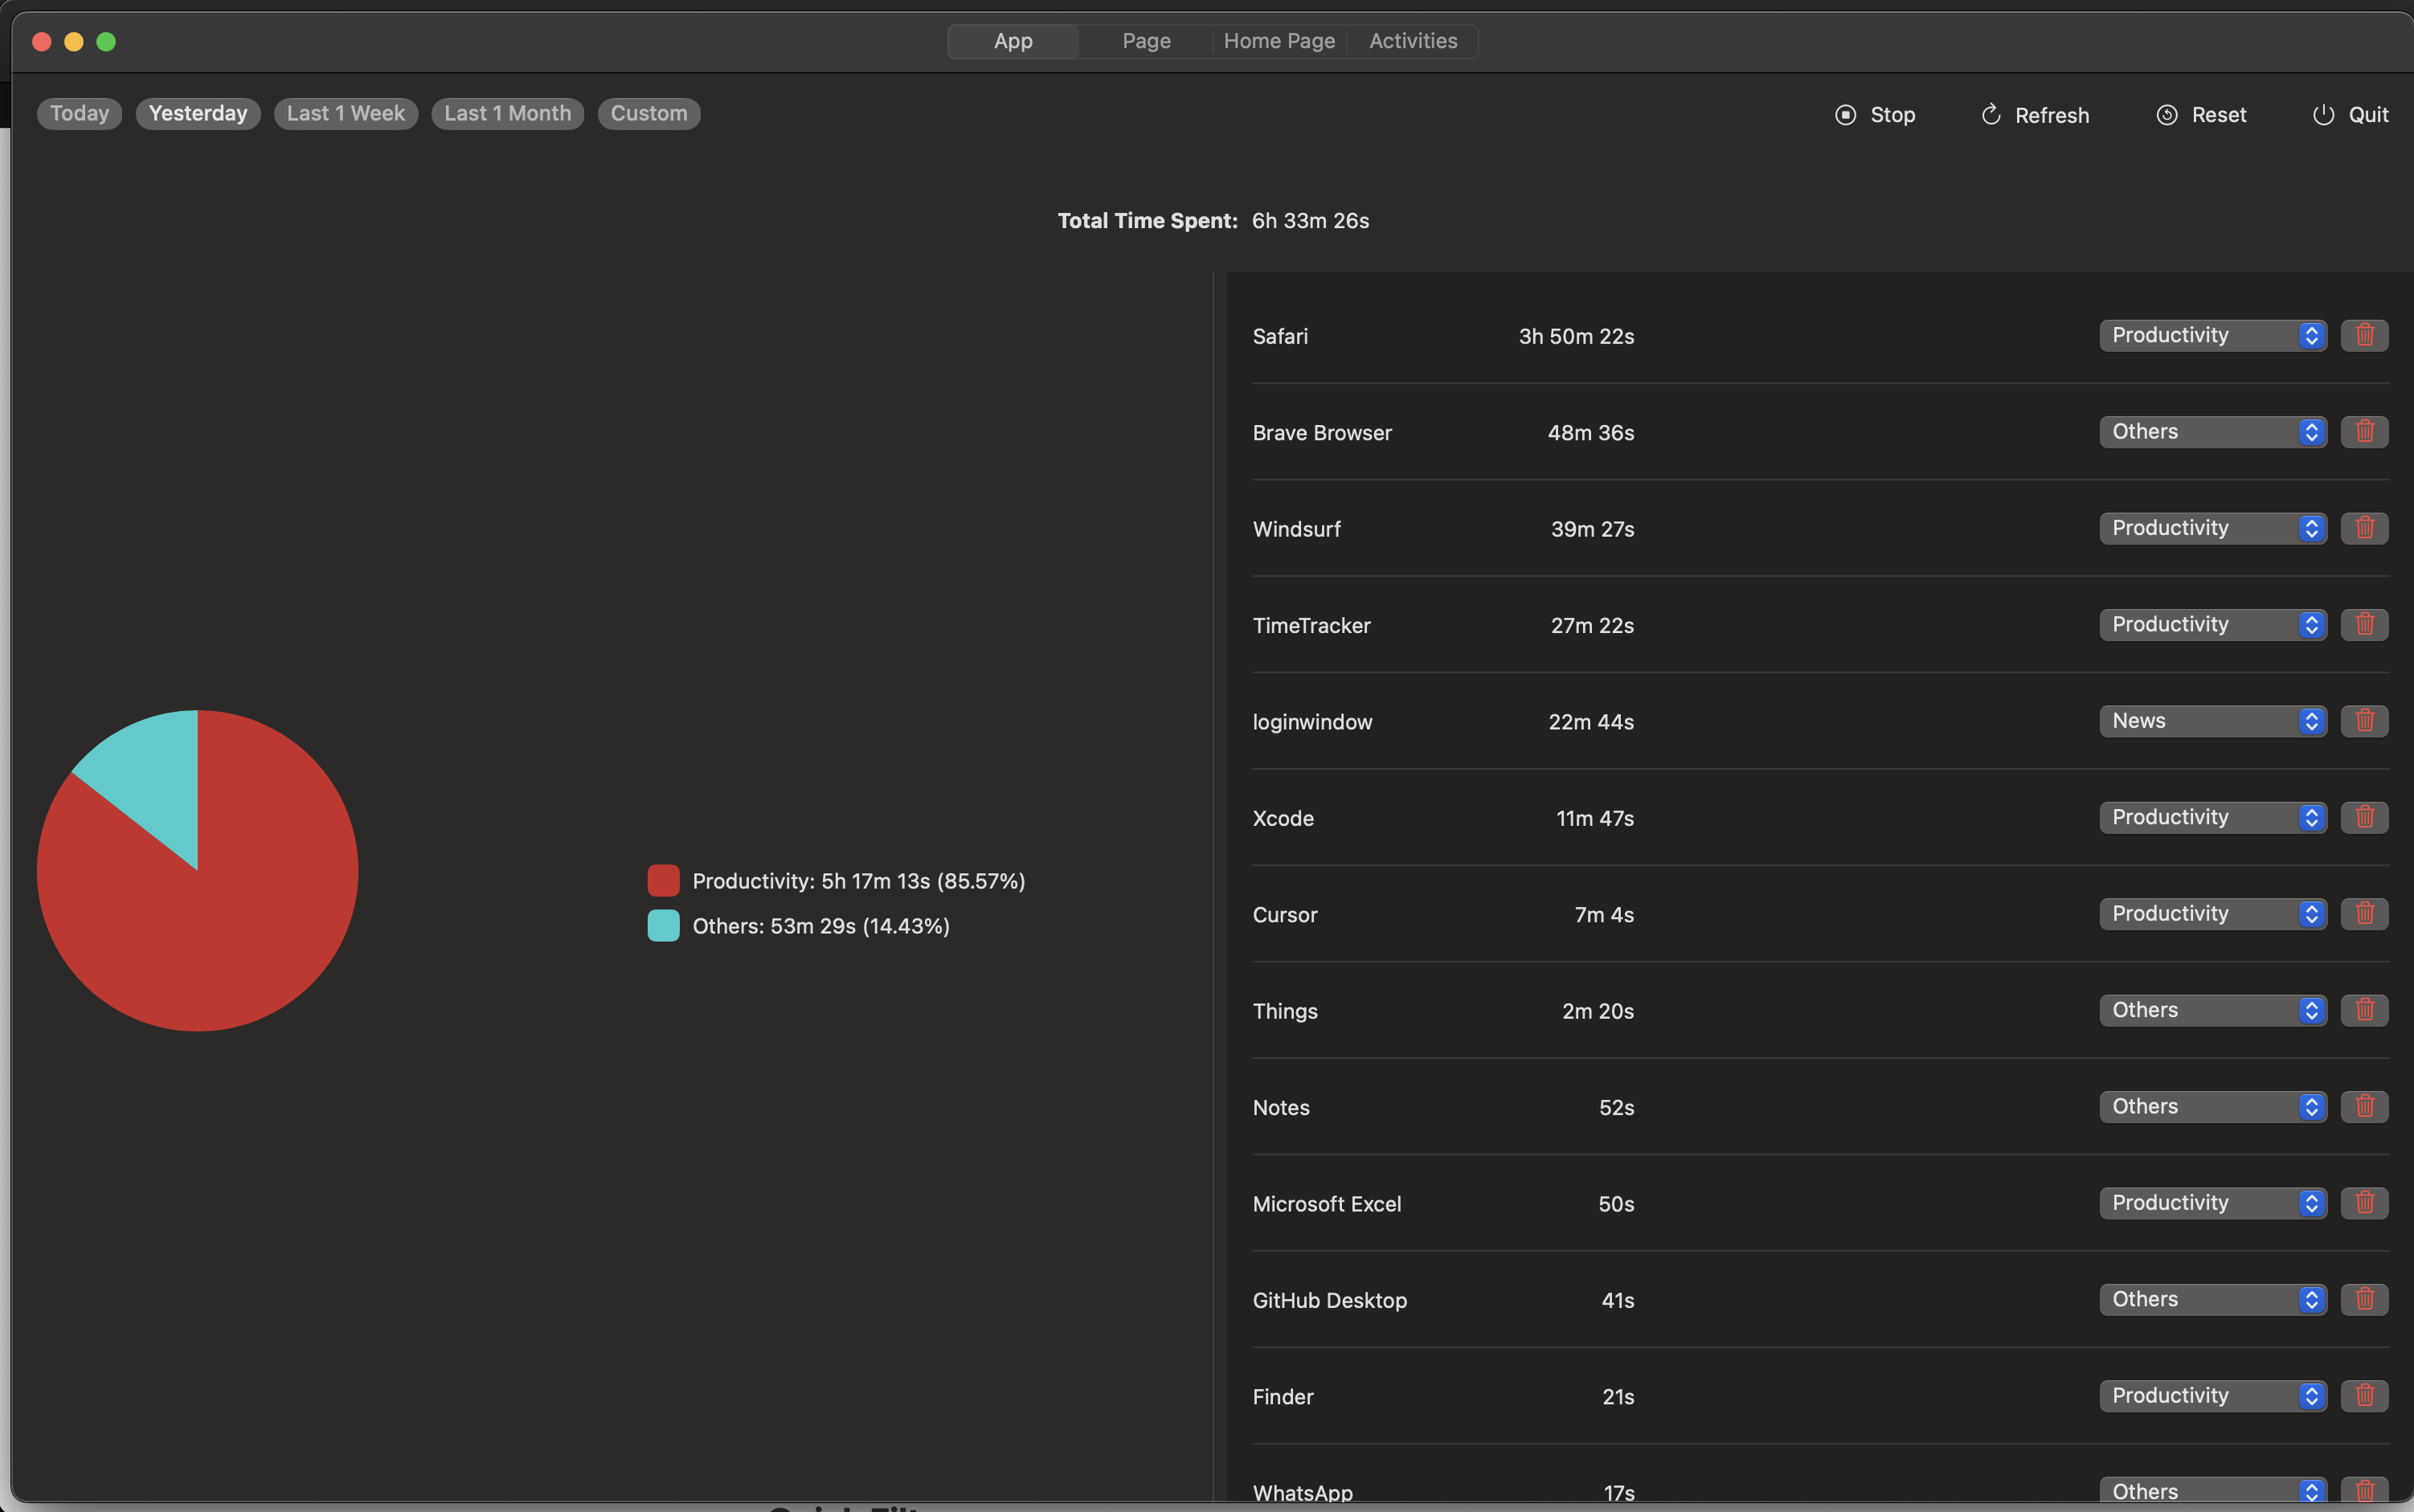 App Page Home Page Activities
Today Yesterday Last 1 Week Last 1 Month Custom Stop Refresh Reset Quit
Total Time Spent: 6h 33m 26s
Productivity: 5h 17m 13s (85.57%)
Others: 53m 29s (14.43%)
Safari 3h 50m 22s Productivity
Brave Browser 48m 36s Others
Windsurf 39m 27s Productivity
TimeTracker 27m 22s Productivity
loginwindow 22m 44s News
Xcode 11m 47s Productivity
Cursor 7m 4s Productivity
Things 2m 20s Others
Notes 52s Others
Microsoft Excel 50s Productivity
GitHub Desktop 41s Others
Finder 21s Productivity
WhatsApp 17s Others